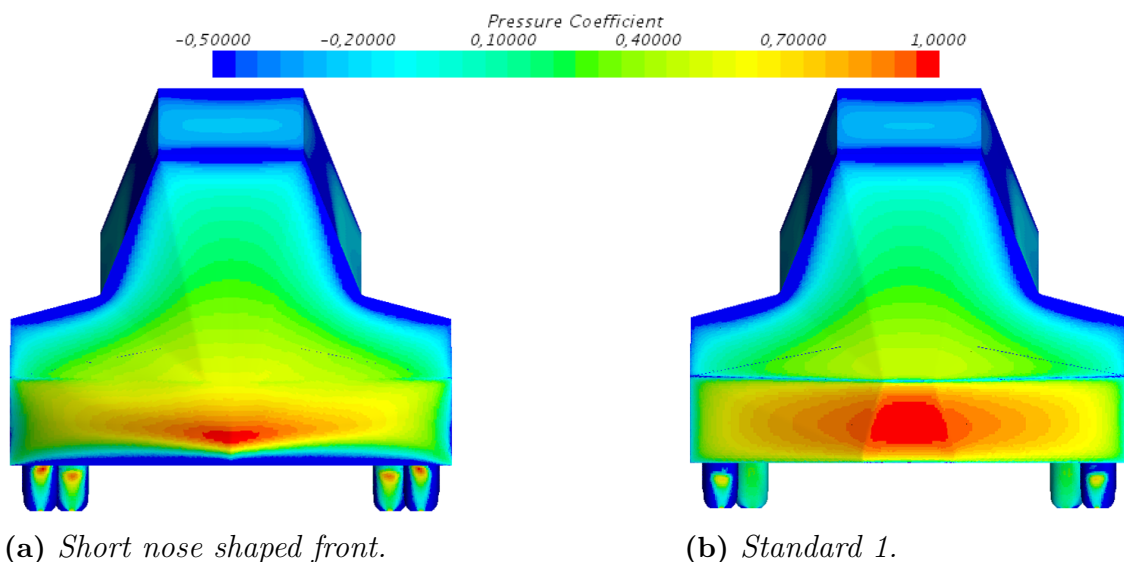 Pressure Coefficient
-0,50000 -0,20000 0,10000 0,40000 0,70000 1,0000
(a) Short nose shaped front. (b) Standard 1.